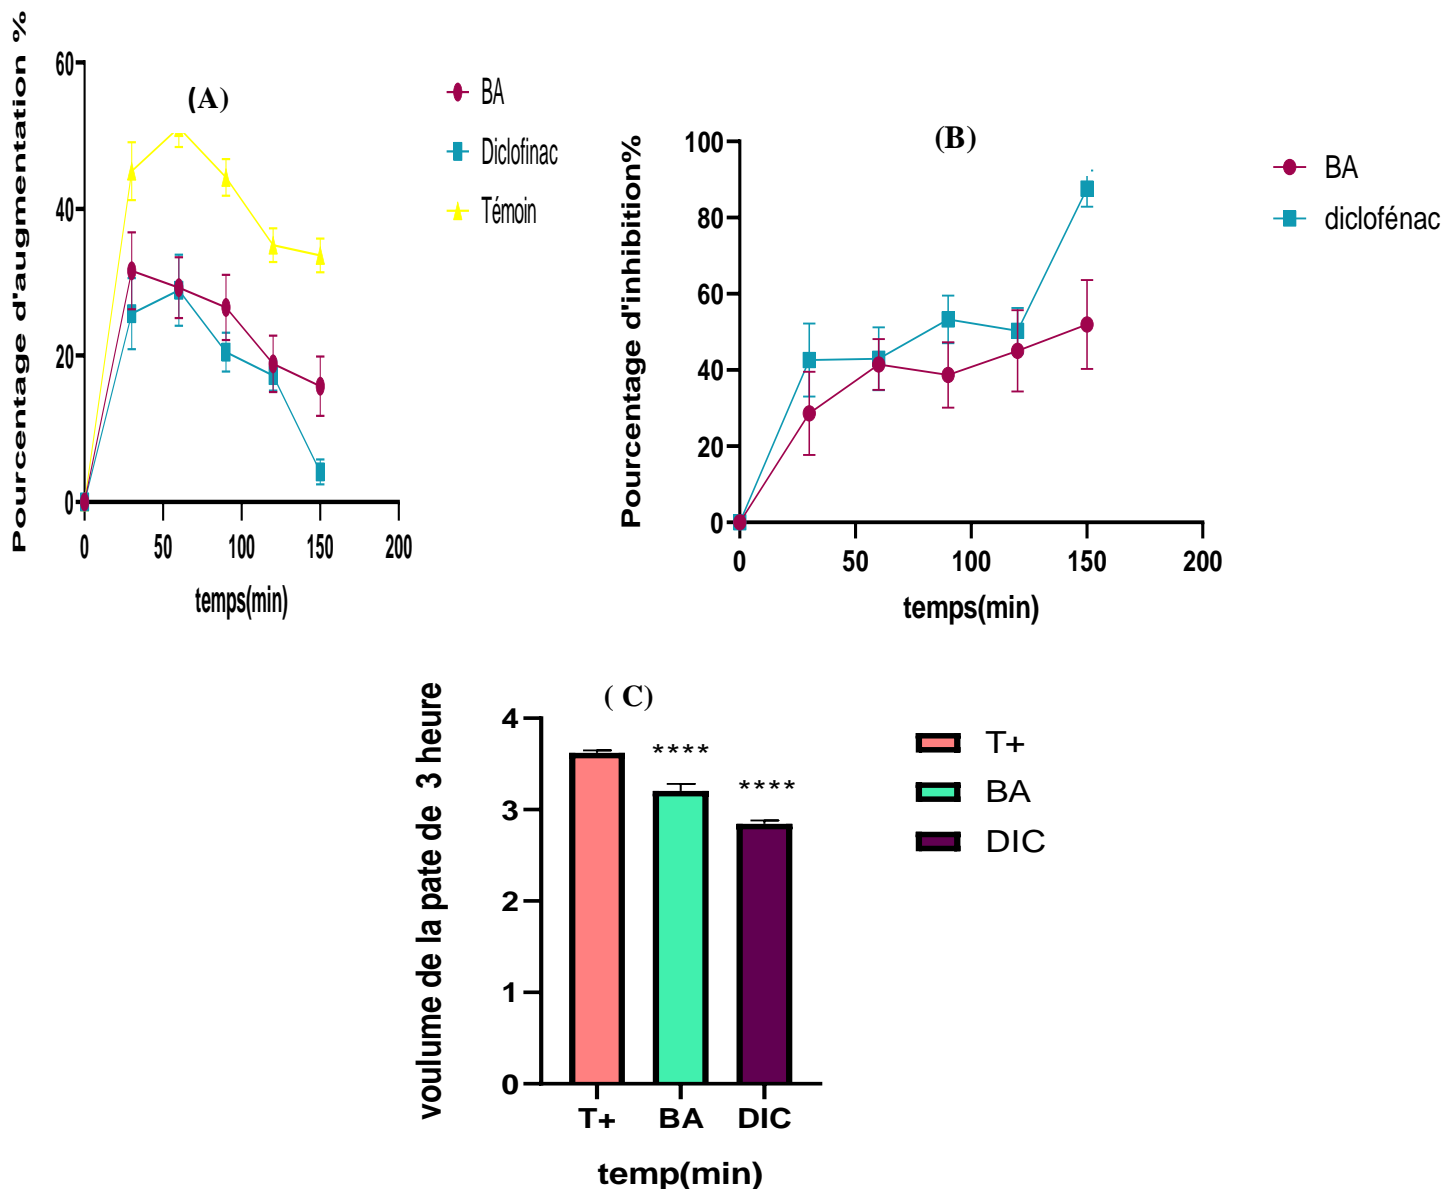 (A)
Pourcentage d'augmentation %
60
40
20
0
0 50 100 150 200
temps(min)
BA
Diclofinac
Témoin
(B)
Pourcentage d'inhibition%
100
80
60
40
20
0
0 50 100 150 200
temps(min)
BA
diclofénac
( C)
voulume de la pate de 3 heure
4
3
2
1
0
****
****
T+ BA DIC
temp(min)
T+
BA
DIC